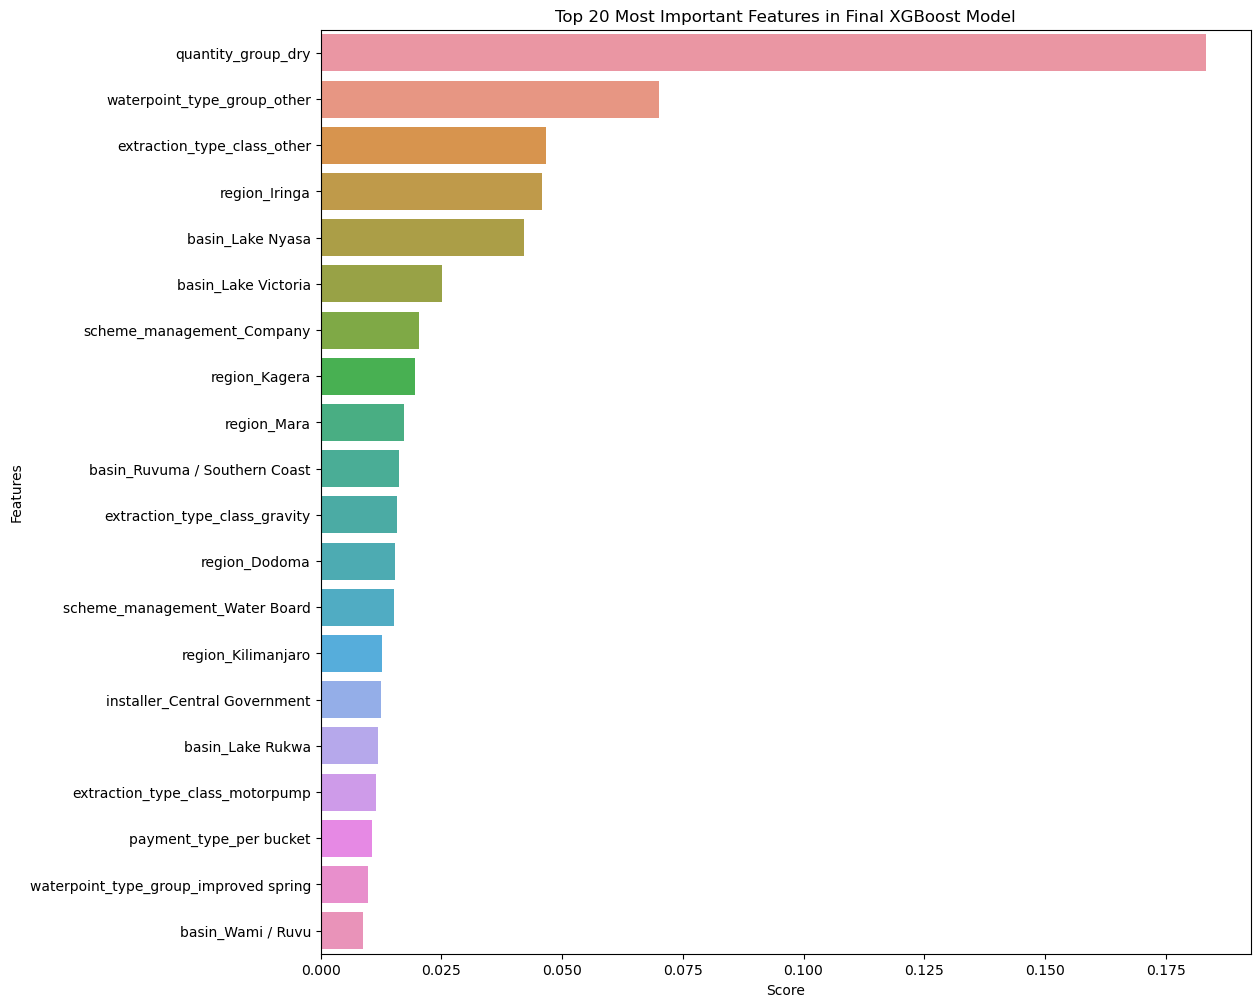 Top 20 Most Important Features in Final XGBoost Model
quantity_group_dry
waterpoint_type_group_other
extraction_type_class_other
region_Iringa
basin_Lake Nyasa
basin_Lake Victoria
scheme_management_Company
region_Kagera
region_Mara
basin_Ruvuma / Southern Coast
extraction_type_class_gravity
region_Dodoma
scheme_management_Water Board
region_Kilimanjaro
installer_Central Government
basin_Lake Rukwa
extraction_type_class_motorpump
payment_type_per bucket
waterpoint_type_group_improved spring
basin_Wami / Ruvu
Features
0.000 0.025 0.050 0.075 0.100 0.125 0.150 0.175
Score